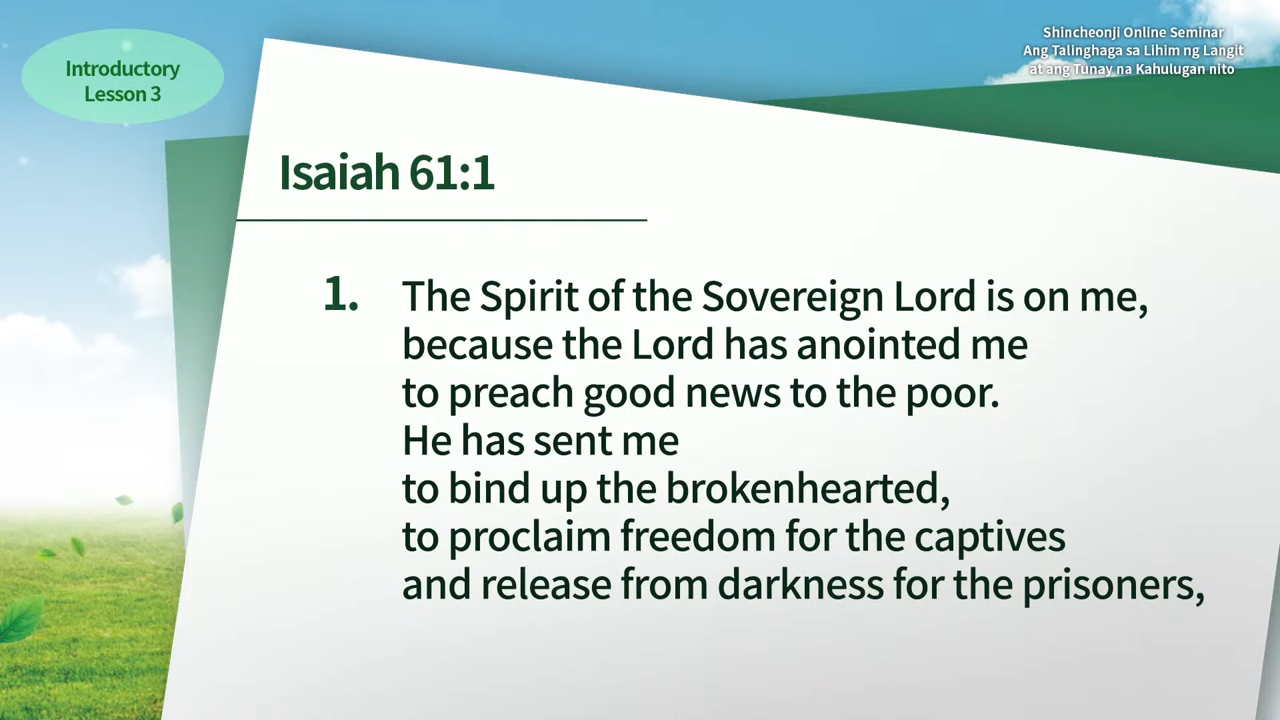 Introductory
Lesson 3
Shincheonji Online Seminar
Ang Talinghaga sa Lihim ng Langit
at ang Tunay na Kahulugan nito
Isaiah 61:1
1. The Spirit of the Sovereign Lord is on me,
because the Lord has anointed me
to preach good news to the poor.
He has sent me
to bind up the brokenhearted,
to proclaim freedom for the captives
and release from darkness for the prisoners,